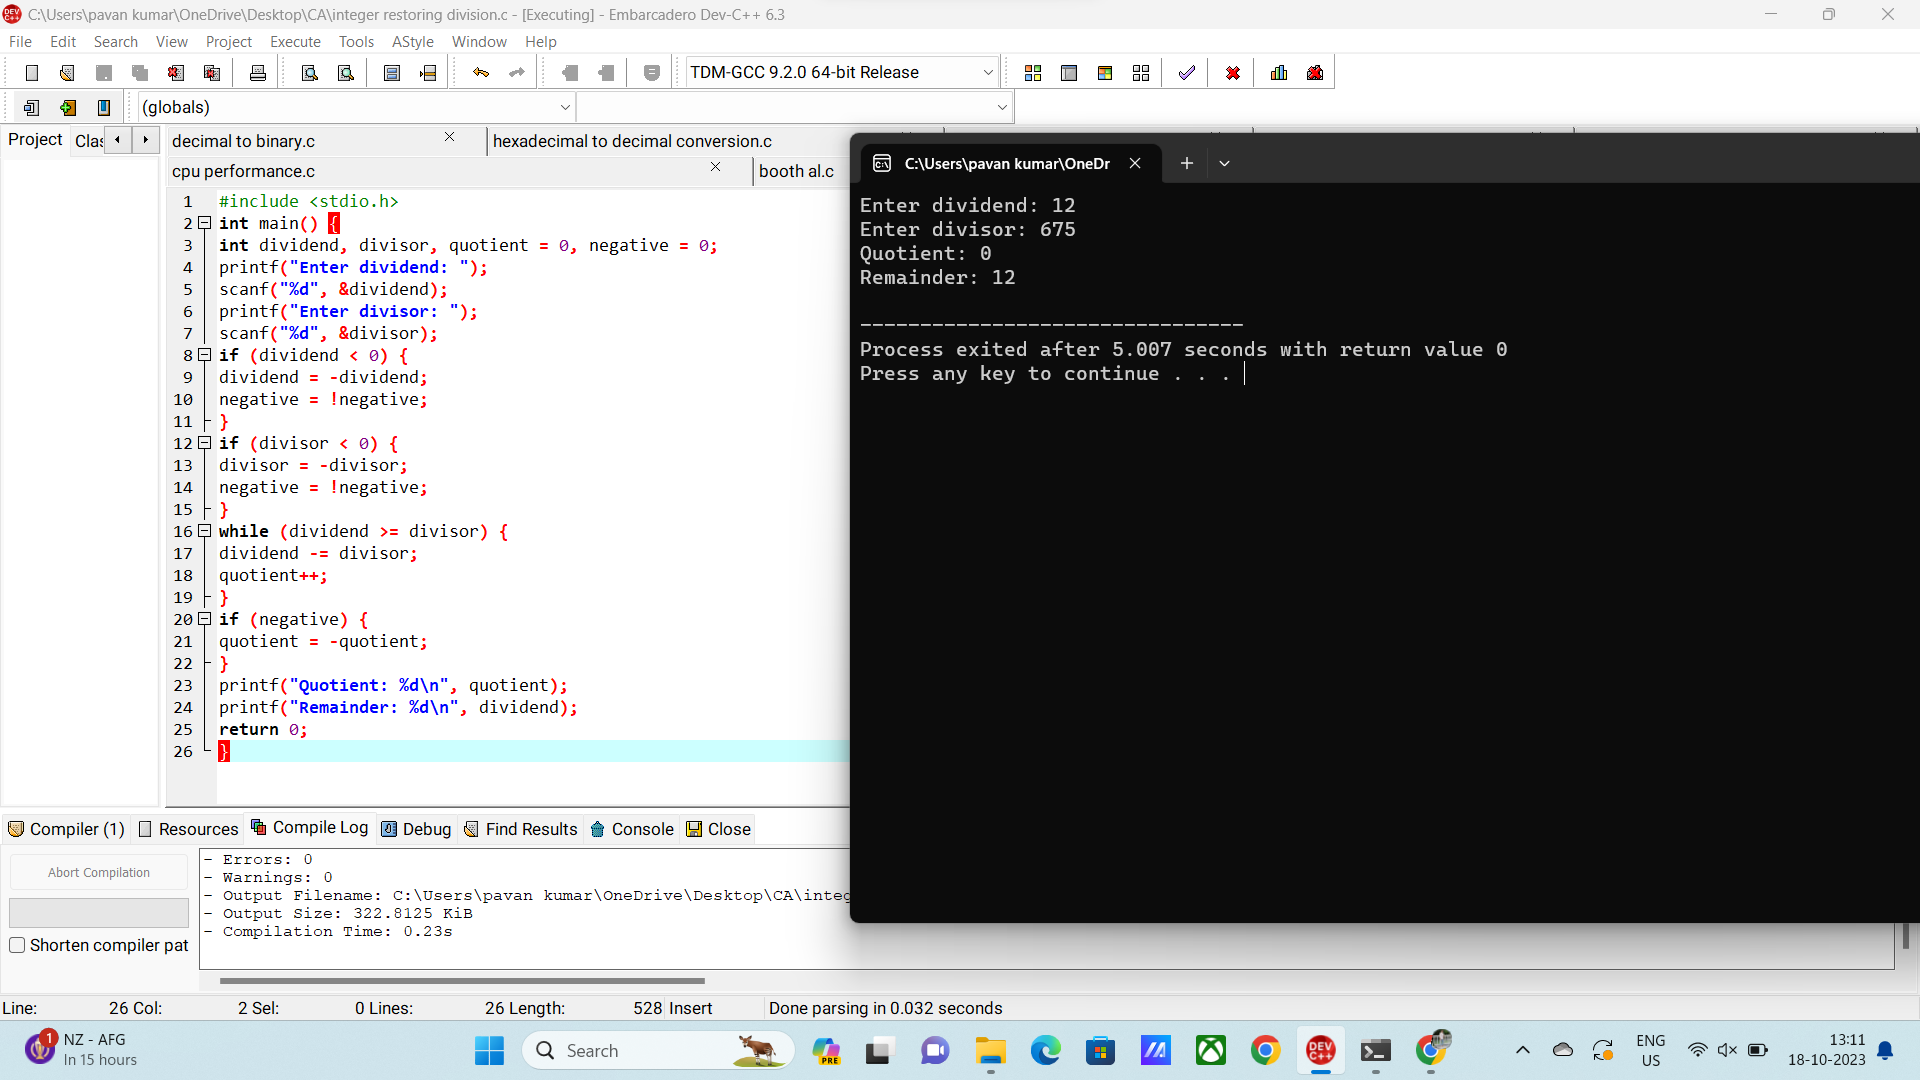 C:\Users\pavan kumar\OneDrive\Desktop\CA\integer restoring division.c - [Executing] - Embarcadero Dev-C++ 6.3
File Edit Search View Project Execute Tools AStyle Window Help
TDM-GCC 9.2.0 64-bit Release
(globals)
Project Clas
decimal to binary.c hexadecimal to decimal conversion.c
cpu performance.c booth al.c
1 #include <stdio.h>
2 int main() {
3 int dividend, divisor, quotient = 0, negative = 0;
4 printf("Enter dividend: ");
5 scanf("%d", &dividend);
6 printf("Enter divisor: ");
7 scanf("%d", &divisor);
8 if (dividend < 0) {
9 dividend = -dividend;
10 negative = !negative;
11 }
12 if (divisor < 0) {
13 divisor = -divisor;
14 negative = !negative;
15 }
16 while (dividend >= divisor) {
17 dividend -= divisor;
18 quotient++;
19 }
20 if (negative) {
21 quotient = -quotient;
22 }
23 printf("Quotient: %d\n", quotient);
24 printf("Remainder: %d\n", dividend);
25 return 0;
26 }
C:\Users\pavan kumar\OneDr
Enter dividend: 12
Enter divisor: 675
Quotient: 0
Remainder: 12
--------------------------------
Process exited after 5.007 seconds with return value 0
Press any key to continue . . .
Compiler (1) Resources Compile Log Debug Find Results Console Close
Abort Compilation
Shorten compiler pat
- Errors: 0
- Warnings: 0
- Output Filename: C:\Users\pavan kumar\OneDrive\Desktop\CA\integ
- Output Size: 322.8125 KiB
- Compilation Time: 0.23s
Line: 26 Col: 2 Sel: 0 Lines: 26 Length: 528 Insert Done parsing in 0.032 seconds
1
NZ - AFG
In 15 hours
Search
PRE
DEV C++
ENG
US
13:11
18-10-2023